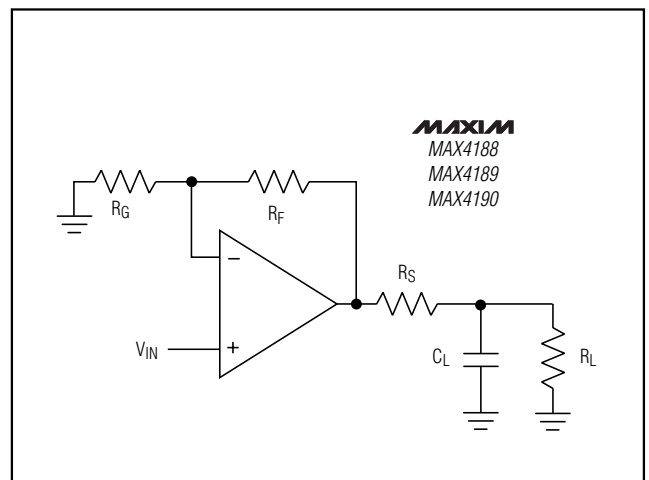 MAXIM
MAX4188
MAX4189
MAX4190
RG
RF
−
+
VIN
RS
CL
RL